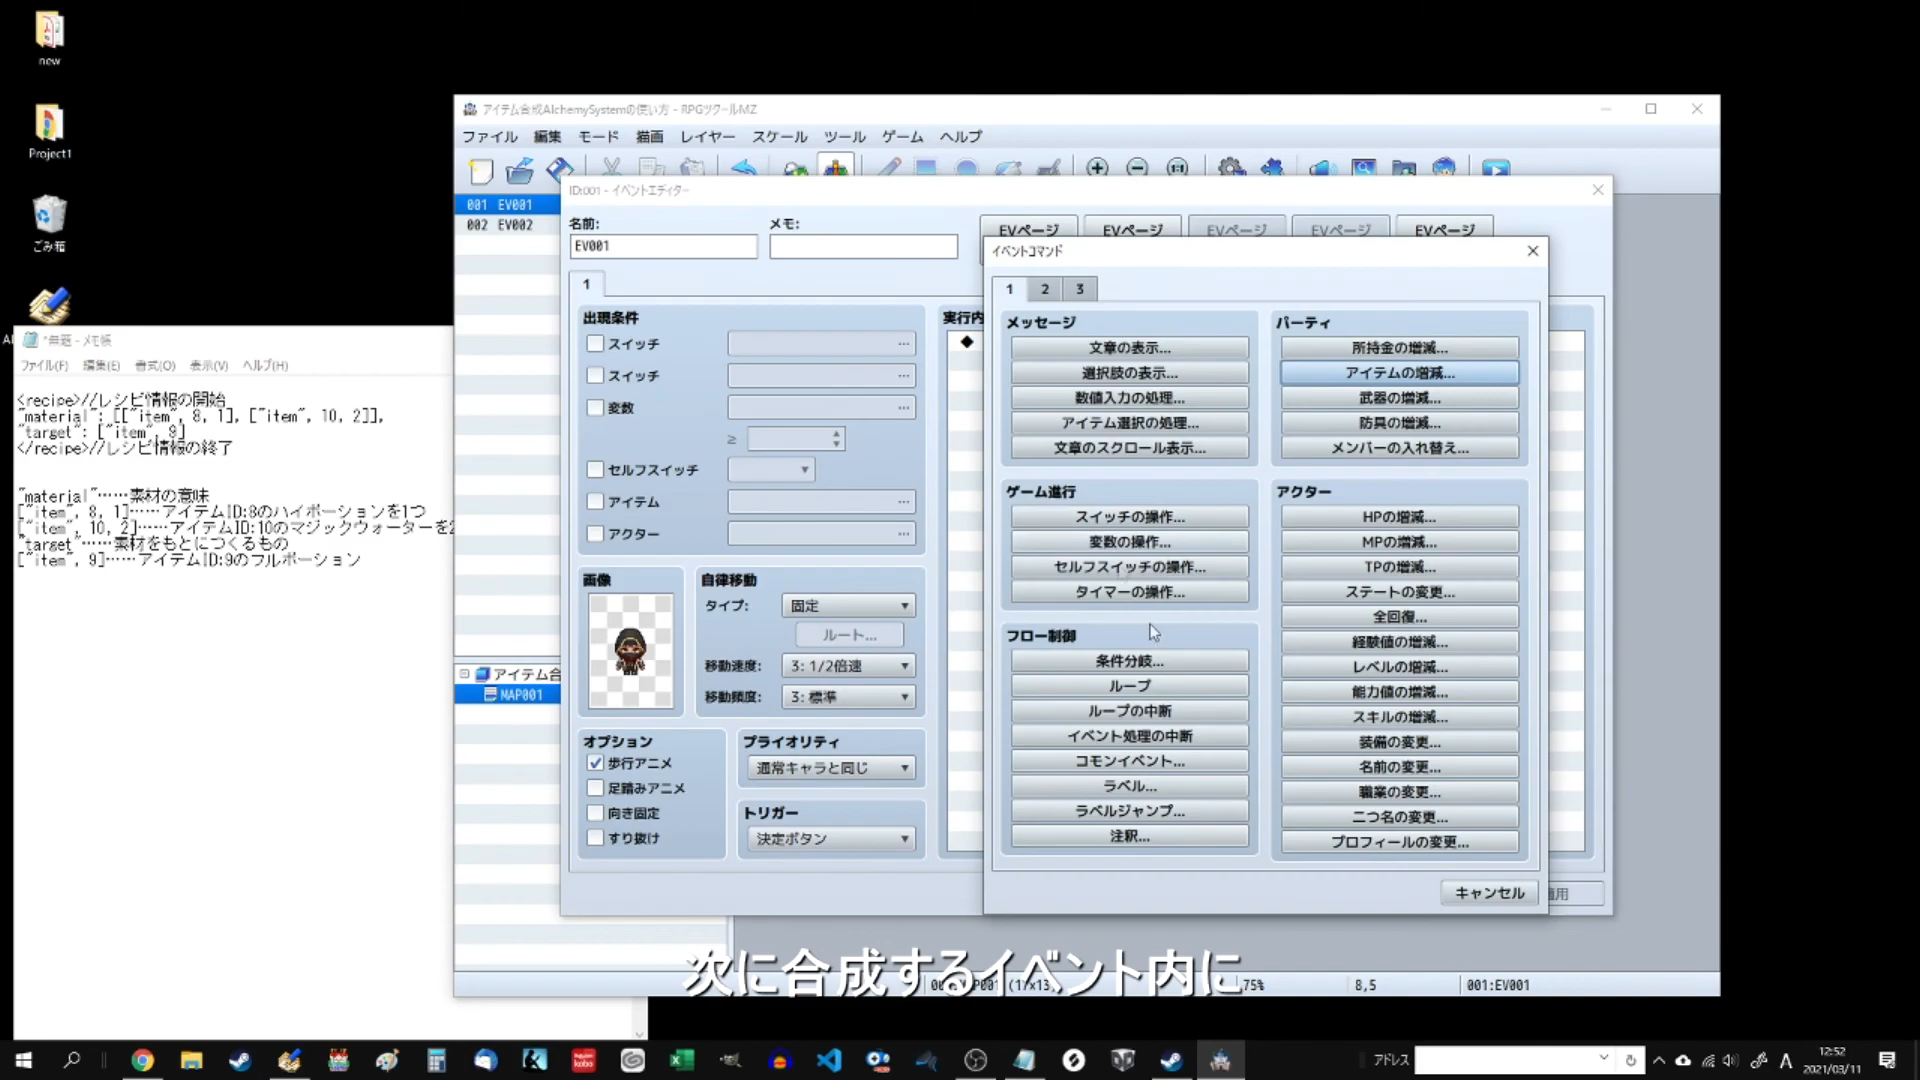 new
Project1
ごみ箱
*無題 - メモ帳
ファイル(F) 編集(E) 書式(O) 表示(V) ヘルプ(H)
<recipe>//レシピ情報の開始
"material": [["item", 8, 1], ["item", 10, 2]],
"target": ["item", 9]
</recipe>//レシピ情報の終了
"material"……素材の意味
["item", 8, 1]……アイテムID:8のハイポーションを1つ
["item", 10, 2]……アイテムID:10のマジックウォーターを2
"target"……素材をもとにつくるもの
["item", 9]……アイテムID:9のフルポーション
アイテム合成AlchemySystemの使い方 - RPGツクールMZ
ファイル 編集 モード 描画 レイヤー スケール ツール ゲーム ヘルプ
001 EV001
002 EV002
アイテム合
MAP001
ID:001 - イベントエディター
名前:
EV001
メモ:
EVページ EVページ EVページ EVページ EVページ
1
出現条件
スイッチ ...
スイッチ ...
変数 ...
≥
セルフスイッチ
アイテム ...
アクター ...
画像
自律移動
タイプ: 固定
ルート...
移動速度: 3: 1/2倍速
移動頻度: 3: 標準
オプション
歩行アニメ
足踏みアニメ
向き固定
すり抜け
プライオリティ
通常キャラと同じ
トリガー
決定ボタン
実行内
◆
イベントコマンド
1 2 3
メッセージ
文章の表示...
選択肢の表示...
数値入力の処理...
アイテム選択の処理...
文章のスクロール表示...
ゲーム進行
スイッチの操作...
変数の操作...
セルフスイッチの操作...
タイマーの操作...
フロー制御
条件分岐...
ループ
ループの中断
イベント処理の中断
コモンイベント...
ラベル...
ラベルジャンプ...
注釈...
パーティ
所持金の増減...
アイテムの増減...
武器の増減...
防具の増減...
メンバーの入れ替え...
アクター
HPの増減...
MPの増減...
TPの増減...
ステートの変更...
全回復...
経験値の増減...
レベルの増減...
能力値の増減...
スキルの増減...
装備の変更...
名前の変更...
職業の変更...
二つ名の変更...
プロフィールの変更...
キャンセル
用
75% 8,5 001:EV001
次に合成するイベント内に
アドレス
A
12:52
2021/03/11